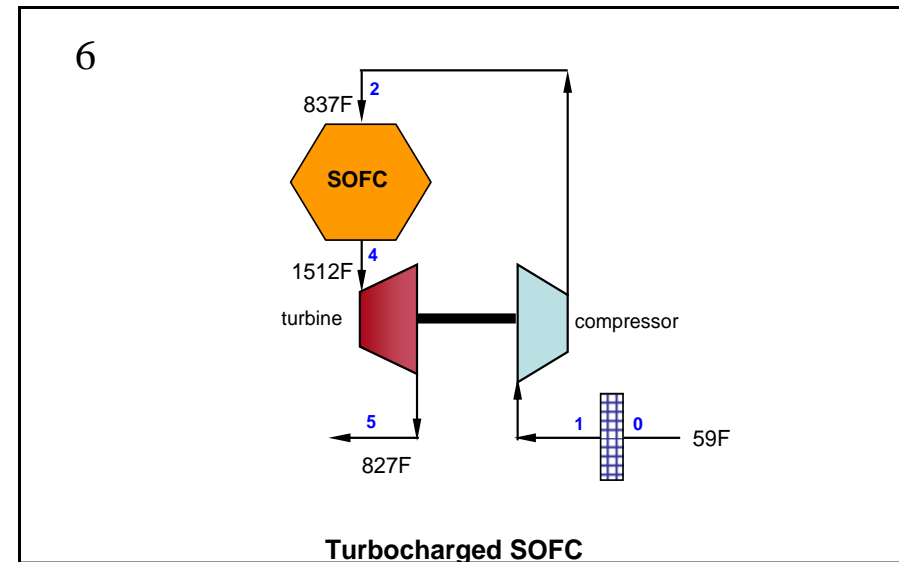 6
2
837F
SOFC
4
1512F
turbine
compressor
5
1
0
59F
827F
Turbocharged SOFC